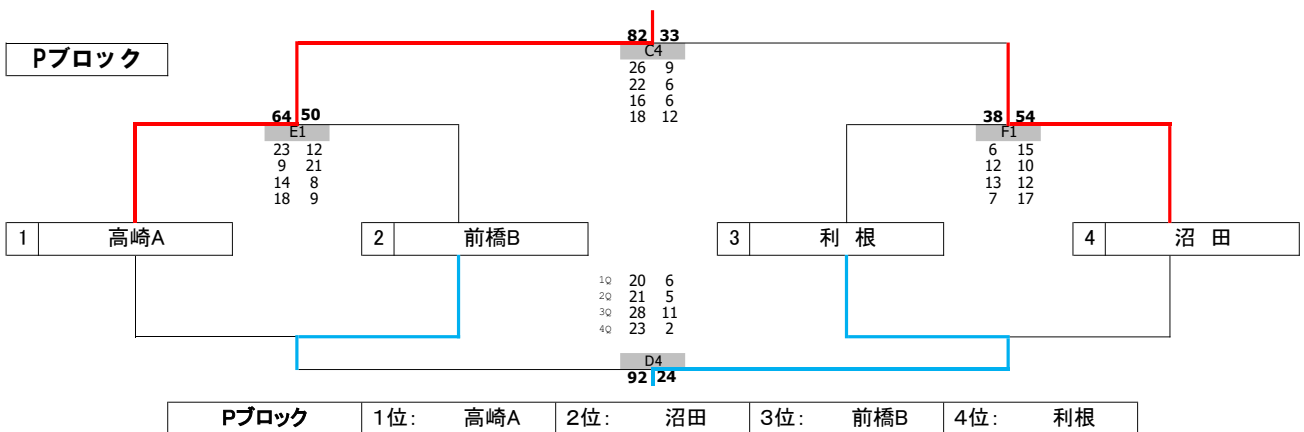 Pブロック
82 33
C4
26 9
22 6
16 6
18 12
64 50
E1
23 12
9 21
14 8
18 9
38 54
F1
6 15
12 10
13 12
7 17
1 高崎A 2 前橋B 3 利 根 4 沼 田
1Q 20 6
2Q 21 5
3Q 28 11
4Q 23 2
D4
92 24
Pブロック 1位: 高崎A 2位: 沼田 3位: 前橋B 4位: 利根